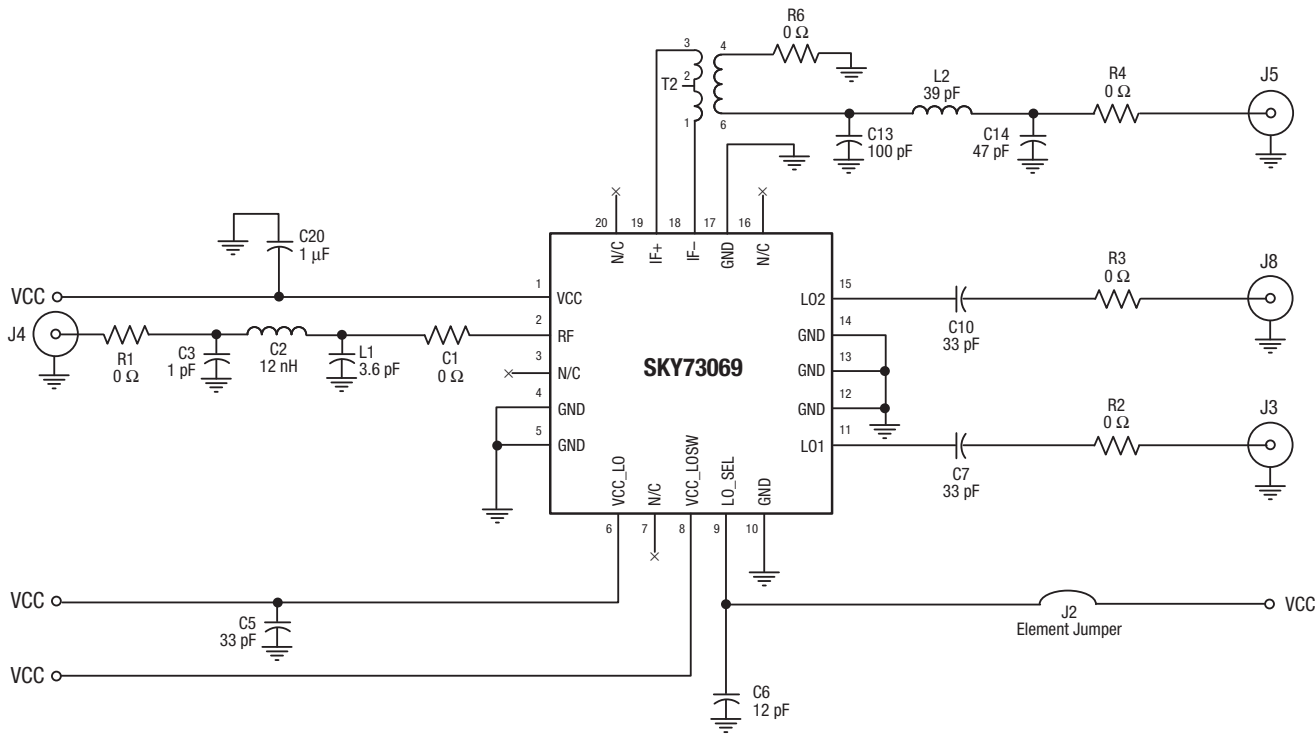 R6
0 Ω
3
4
T2
2
1
6
L2
39 pF
R4
0 Ω
J5
C13
100 pF
C14
47 pF
C20
1 µF
20
19
18
17
16
N/C
IF+
IF–
GND
N/C
VCC
1
VCC
J4
R1
0 Ω
C3
1 pF
C2
12 nH
L1
3.6 pF
C1
0 Ω
2
RF
3
N/C
4
GND
5
GND
SKY73069
15
LO2
14
GND
13
GND
12
GND
11
LO1
C10
33 pF
R3
0 Ω
J8
C7
33 pF
R2
0 Ω
J3
VCC_LO
N/C
VCC_LOSW
LO_SEL
GND
6
7
8
9
10
VCC
C5
33 pF
VCC
J2
Element Jumper
VCC
C6
12 pF